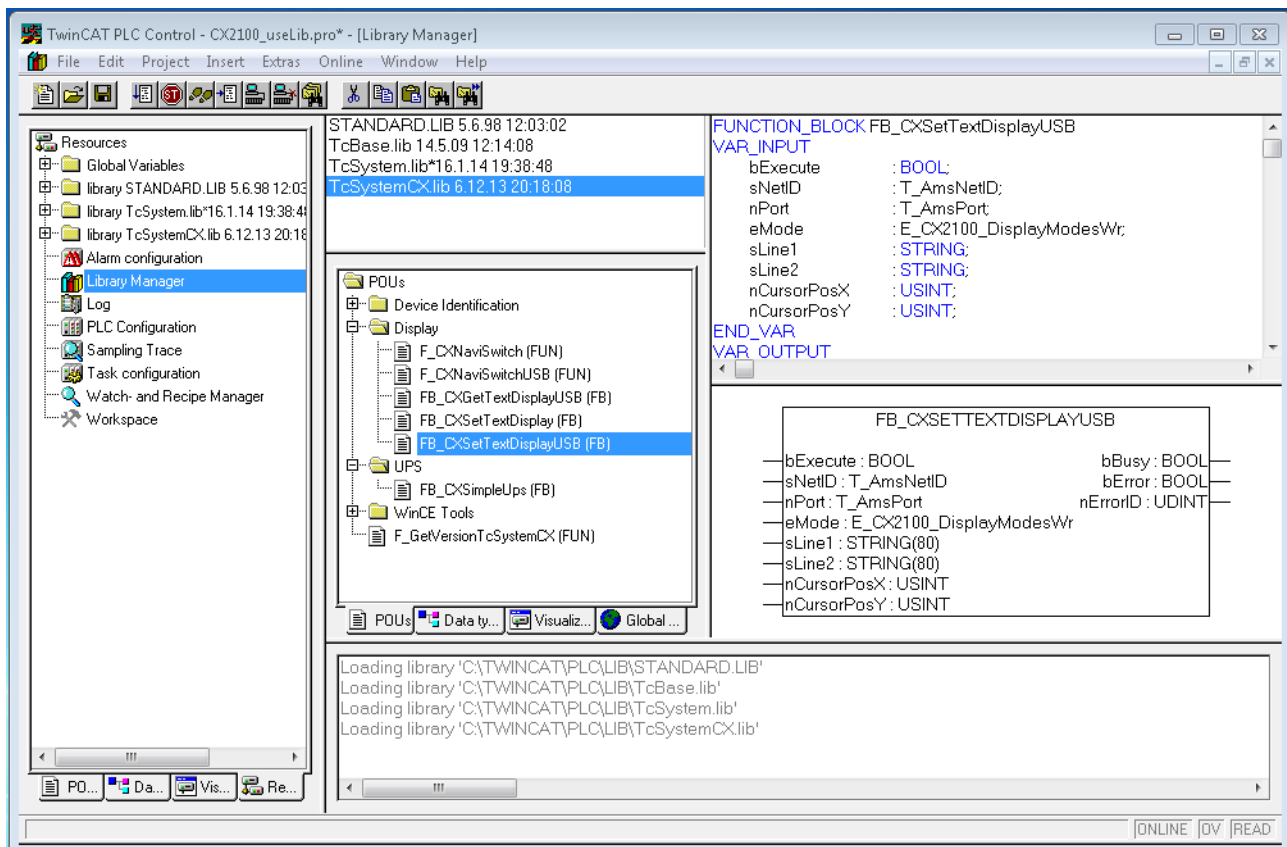 TwinCAT PLC Control - CX2100_useLib.pro* - [Library Manager]
File Edit Project Insert Extras Online Window Help
Resources
Global Variables
library STANDARD.LIB 5.6.98 12:03
library TcSystem.lib*16.1.14 19:38:48
library TcSystemCX.lib 6.12.13 20:18
Alarm configuration
Library Manager
Log
PLC Configuration
Sampling Trace
Task configuration
Watch- and Recipe Manager
Workspace
PO...
Da...
Vis...
Re...
STANDARD.LIB 5.6.98 12:03:02
TcBase.lib 14.5.09 12:14:08
TcSystem.lib*16.1.14 19:38:48
TcSystemCX.lib 6.12.13 20:18:08
POUs
Device Identification
Display
F_CXNaviSwitch (FUN)
F_CXNaviSwitchUSB (FUN)
FB_CXGetTextDisplayUSB (FB)
FB_CXSetTextDisplay (FB)
FB_CXSetTextDisplayUSB (FB)
UPS
FB_CXSimpleUps (FB)
WinCE Tools
F_GetVersionTcSystemCX (FUN)
POUs
Data ty...
Visualiz...
Global ...
FUNCTION_BLOCK FB_CXSetTextDisplayUSB
VAR_INPUT
bExecute : BOOL;
sNetID : T_AmsNetID;
nPort : T_AmsPort;
eMode : E_CX2100_DisplayModesWr;
sLine1 : STRING;
sLine2 : STRING;
nCursorPosX : USINT;
nCursorPosY : USINT;
END_VAR
VAR_OUTPUT
FB_CXSETTEXTDISPLAYUSB
bExecute : BOOL bBusy : BOOL
sNetID : T_AmsNetID bError : BOOL
nPort : T_AmsPort nErrorID : UDINT
eMode : E_CX2100_DisplayModesWr
sLine1 : STRING(80)
sLine2 : STRING(80)
nCursorPosX : USINT
nCursorPosY : USINT
Loading library 'C:\TWINCAT\PLC\LIB\STANDARD.LIB'
Loading library 'C:\TWINCAT\PLC\LIB\TcBase.lib'
Loading library 'C:\TWINCAT\PLC\LIB\TcSystem.lib'
Loading library 'C:\TWINCAT\PLC\LIB\TcSystemCX.lib'
ONLINE OV READ